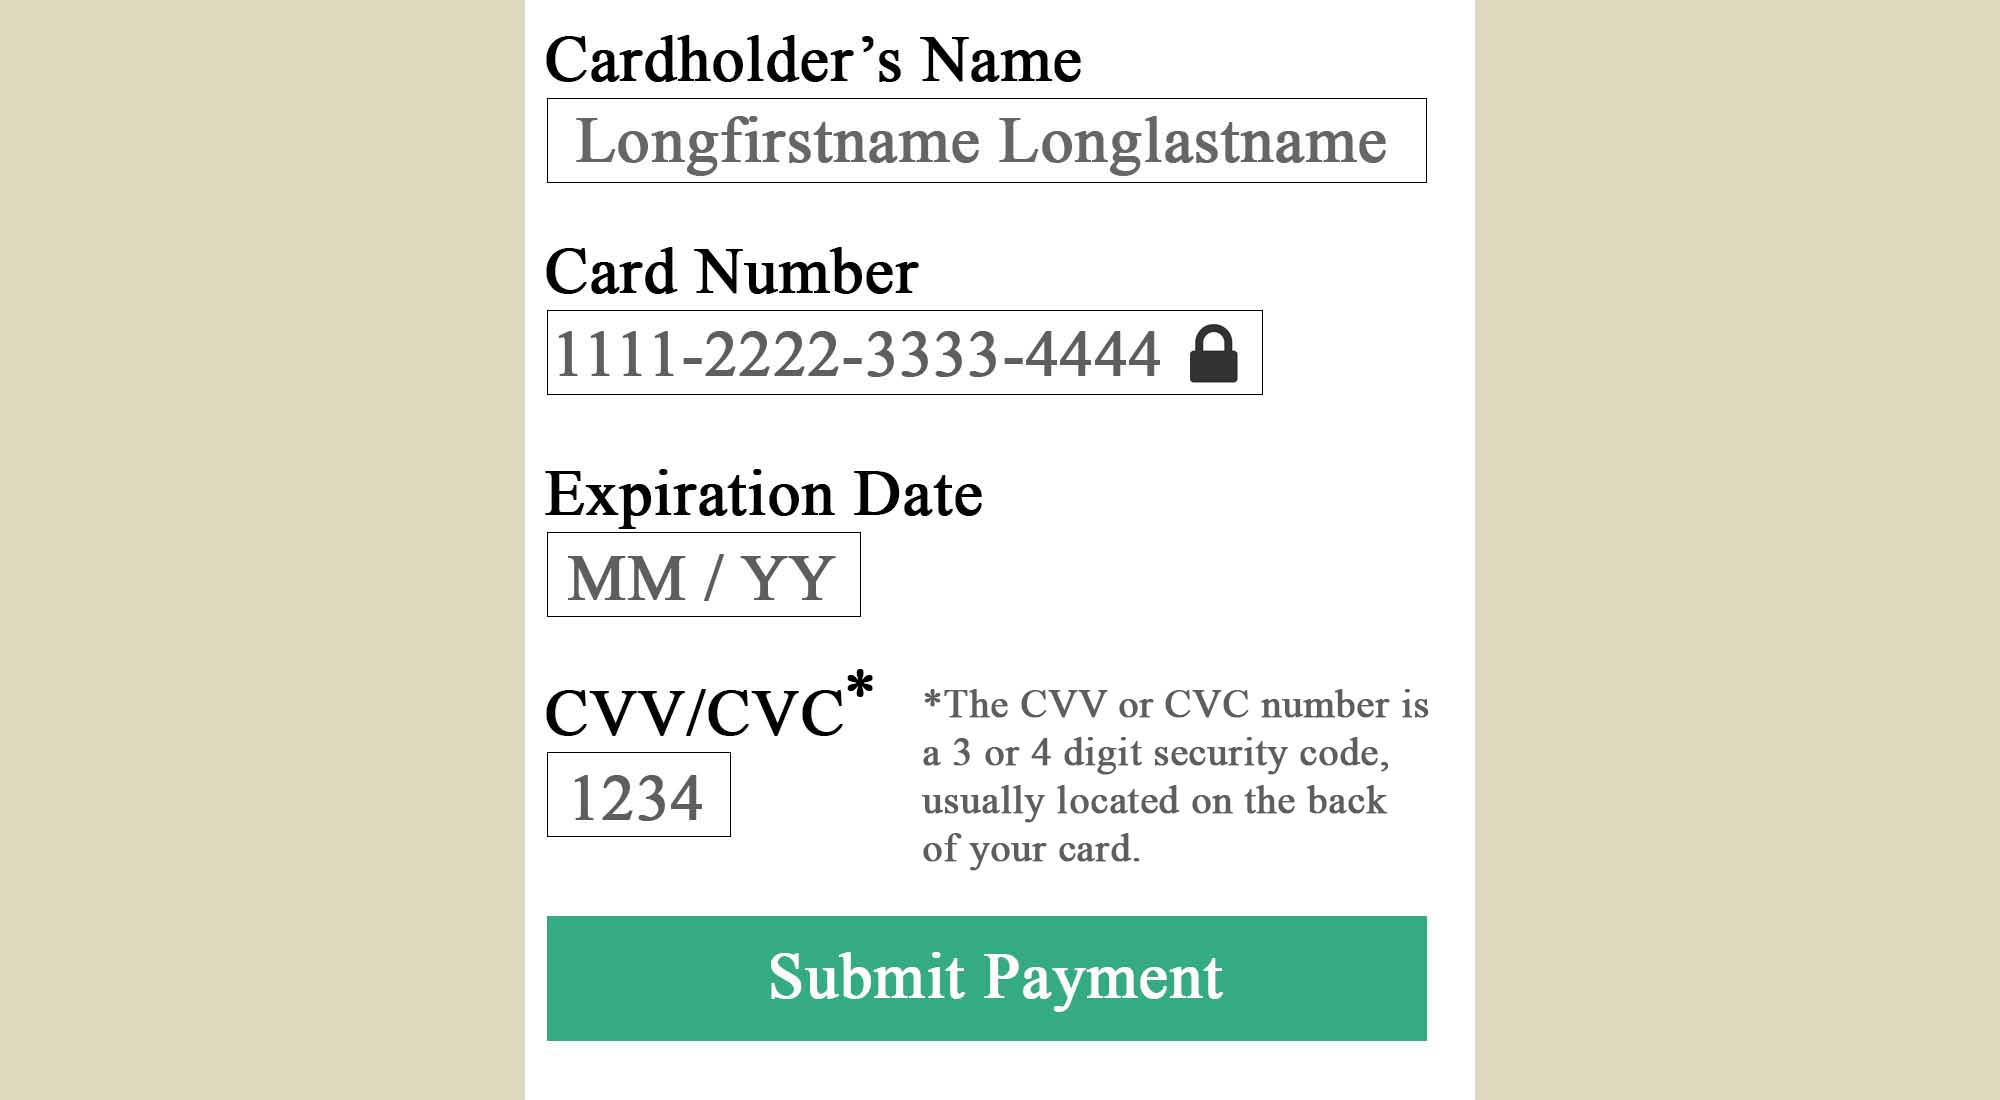 Cardholder’s Name
Longfirstname Longlastname
Card Number
1111-2222-3333-4444
Expiration Date
MM / YY
CVV/CVC*
1234
*The CVV or CVC number is
a 3 or 4 digit security code,
usually located on the back
of your card.
Submit Payment